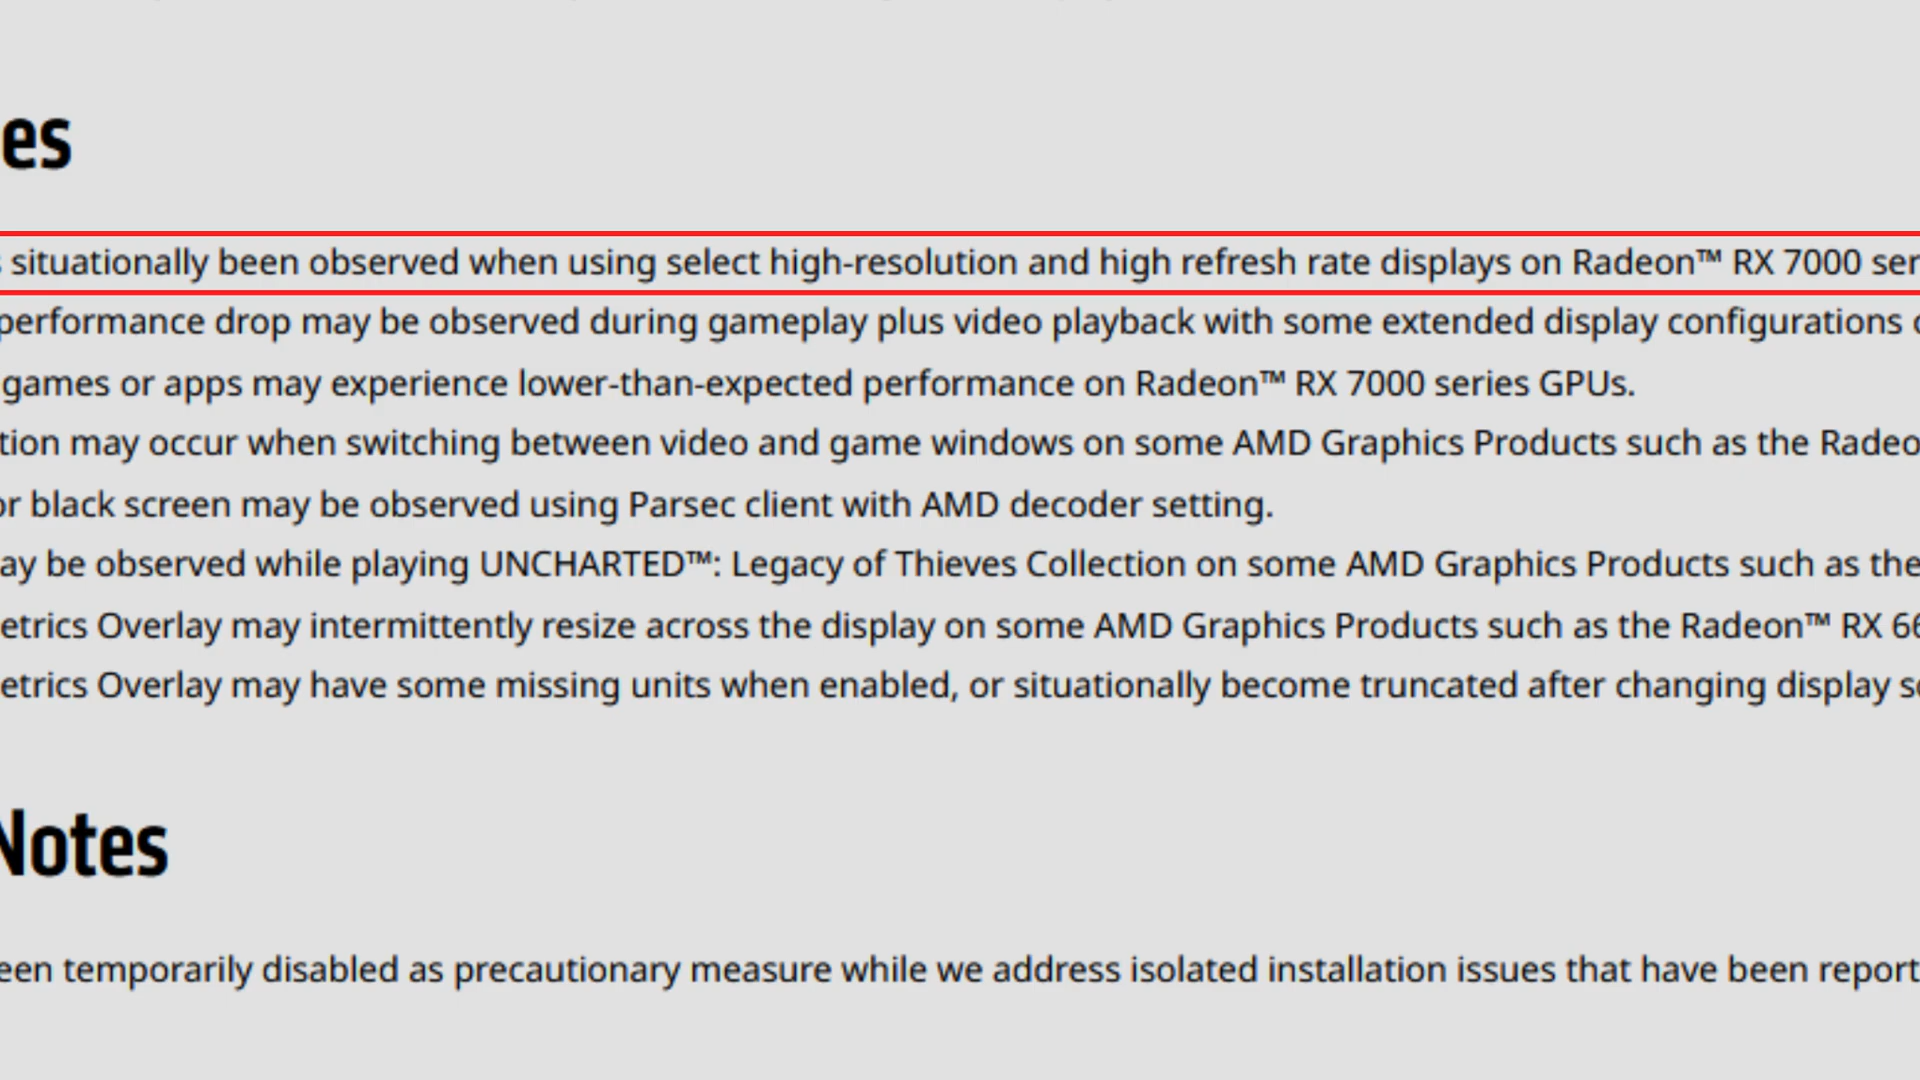 es
situationally been observed when using select high-resolution and high refresh rate displays on Radeon™ RX 7000 ser
performance drop may be observed during gameplay plus video playback with some extended display configurations
games or apps may experience lower-than-expected performance on Radeon™ RX 7000 series GPUs.
tion may occur when switching between video and game windows on some AMD Graphics Products such as the Radeo
or black screen may be observed using Parsec client with AMD decoder setting.
ay be observed while playing UNCHARTED™: Legacy of Thieves Collection on some AMD Graphics Products such as the
etrics Overlay may intermittently resize across the display on some AMD Graphics Products such as the Radeon™ RX 66
etrics Overlay may have some missing units when enabled, or situationally become truncated after changing display se
Notes
een temporarily disabled as precautionary measure while we address isolated installation issues that have been report